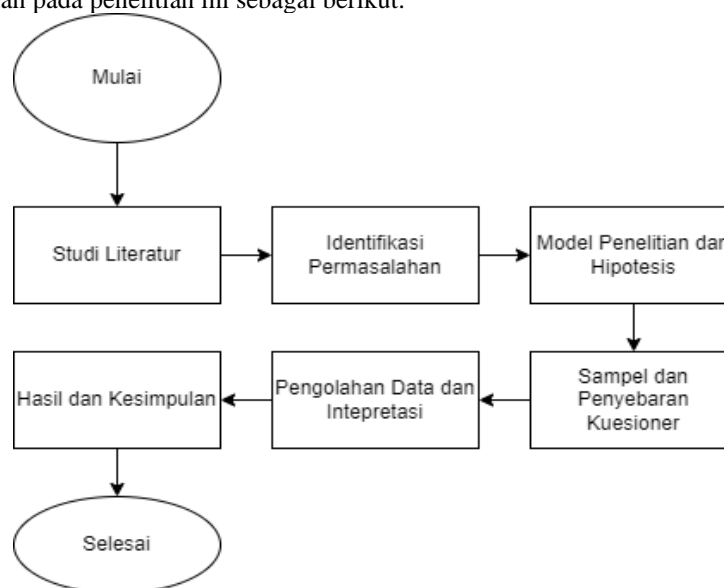 pada penelitian ini sebagai berikut:
Mulai
Studi Literatur
Identifikasi
Permasalahan
Model Penelitian dan
Hipotesis
Sampel dan
Penyebaran
Kuesioner
Pengolahan Data dan
Intepretasi
Hasil dan Kesimpulan
Selesai